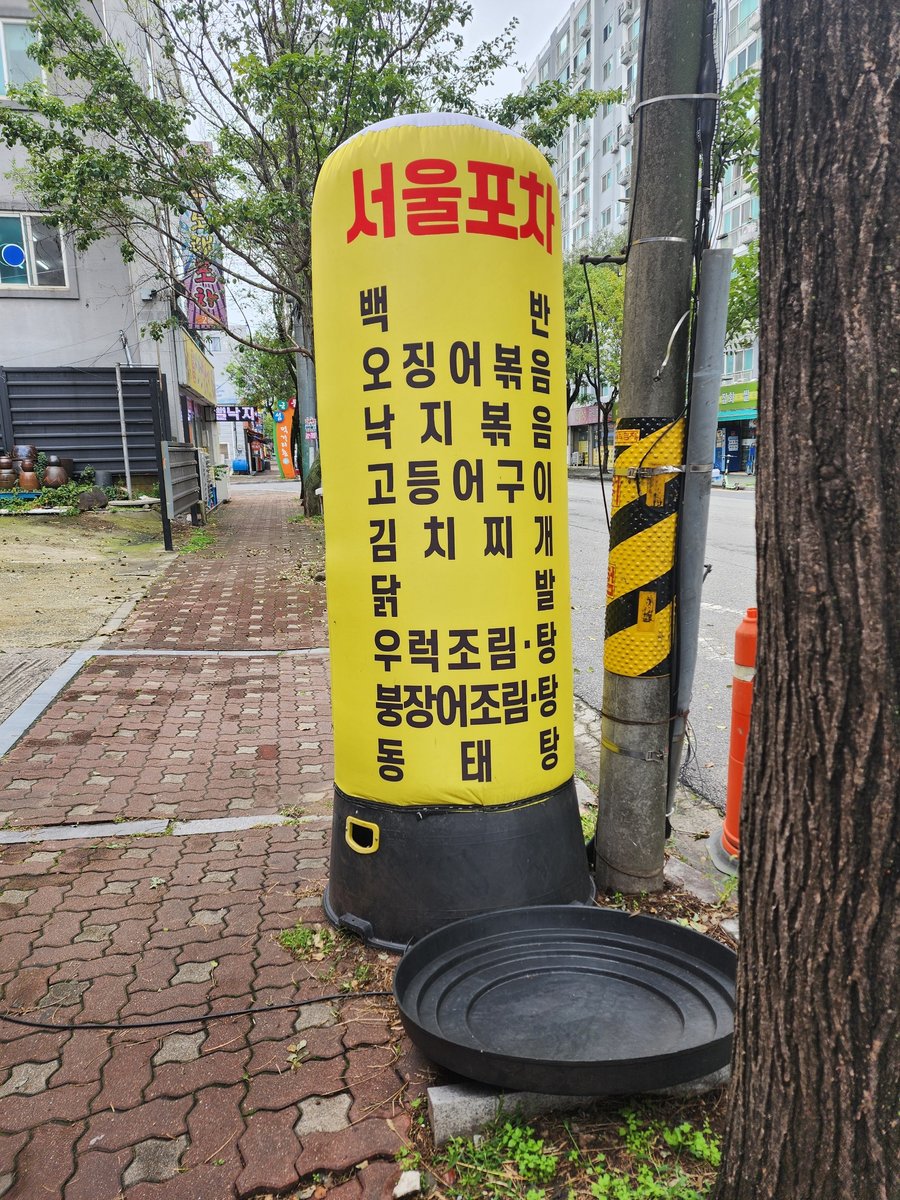 서울포차
백반
오징어볶음
낙지볶음
고등어구이
김치찌개
닭발
우럭조림·탕
붕장어조림·탕
동태탕